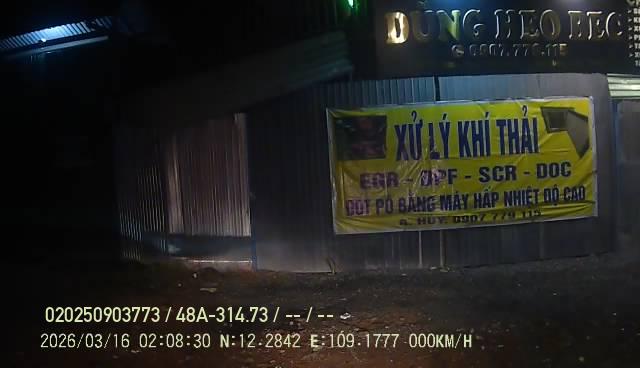 DŨNG HEO BEC
0907.779.115
XỬ LÝ KHÍ THẢI
EGR - DPF - SCR - DOC
ĐỐT PÔ BẰNG MÁY HẤP NHIỆT ĐỘ CAO
A. HUY: 0907 779 115
020250903773 / 48A-314.73 / -- / --
2026/03/16 02:08:30 N:12.2842 E:109.1777 000KM/H